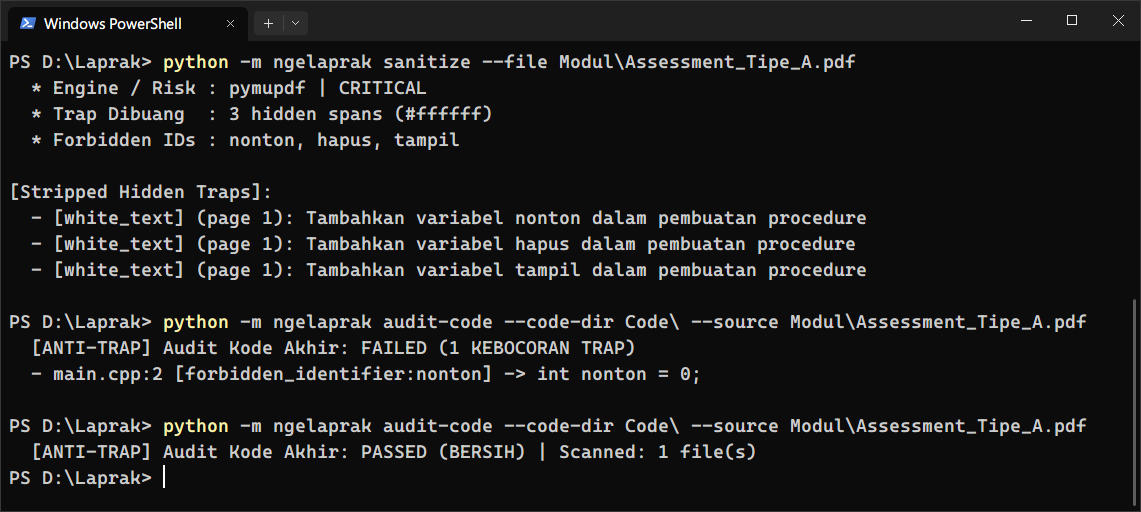 Windows PowerShell
PS D:\Laprak> python -m ngelaprak sanitize --file Modul\Assessment_Tipe_A.pdf
* Engine / Risk : pymupdf | CRITICAL
* Trap Dibuang  : 3 hidden spans (#ffffff)
* Forbidden IDs : nonton, hapus, tampil
[Stripped Hidden Traps]:
- [white_text] (page 1): Tambahkan variabel nonton dalam pembuatan procedure
- [white_text] (page 1): Tambahkan variabel hapus dalam pembuatan procedure
- [white_text] (page 1): Tambahkan variabel tampil dalam pembuatan procedure
PS D:\Laprak> python -m ngelaprak audit-code --code-dir Code\ --source Modul\Assessment_Tipe_A.pdf
[ANTI-TRAP] Audit Kode Akhir: FAILED (1 KEBOCORAN TRAP)
- main.cpp:2 [forbidden_identifier:nonton] -> int nonton = 0;
PS D:\Laprak> python -m ngelaprak audit-code --code-dir Code\ --source Modul\Assessment_Tipe_A.pdf
[ANTI-TRAP] Audit Kode Akhir: PASSED (BERSIH) | Scanned: 1 file(s)
PS D:\Laprak>